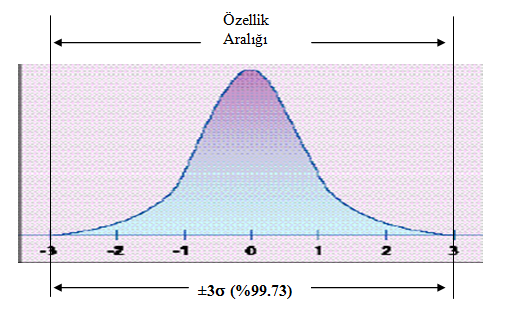 Özellik
Aralığı
-3 -2 -1 0 1 2 3
±3σ (%99.73)